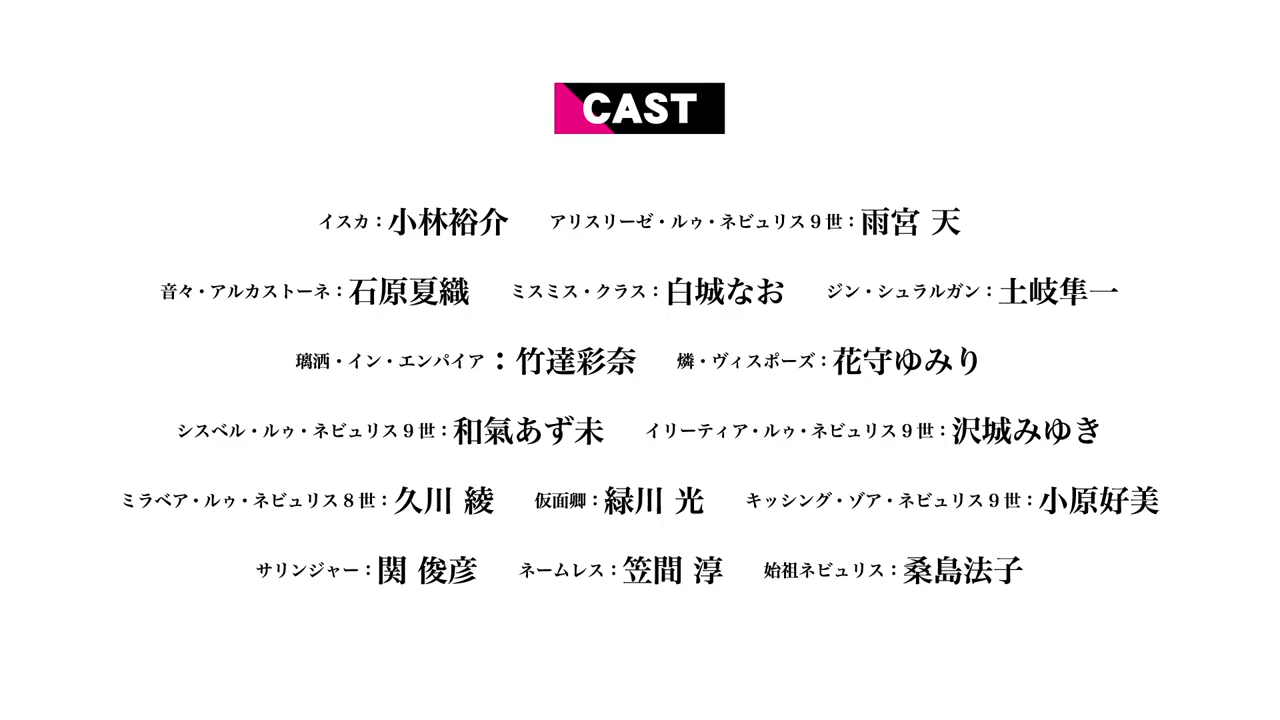 CAST
イスカ：小林裕介 アリスリーゼ・ルゥ・ネビュリス９世：雨宮 天
音々・アルカストーネ：石原夏織 ミスミス・クラス：白城なお ジン・シュラルガン：土岐隼一
璃洒・イン・エンパイア：竹達彩奈 燐・ヴィスポーズ：花守ゆみり
シスベル・ルゥ・ネビュリス９世：和氣あず未 イリーティア・ルゥ・ネビュリス９世：沢城みゆき
ミラベア・ルゥ・ネビュリス８世：久川 綾 仮面卿：緑川 光 キッシング・ゾア・ネビュリス９世：小原好美
サリンジャー：関 俊彦 ネームレス：笠間 淳 始祖ネビュリス：桑島法子